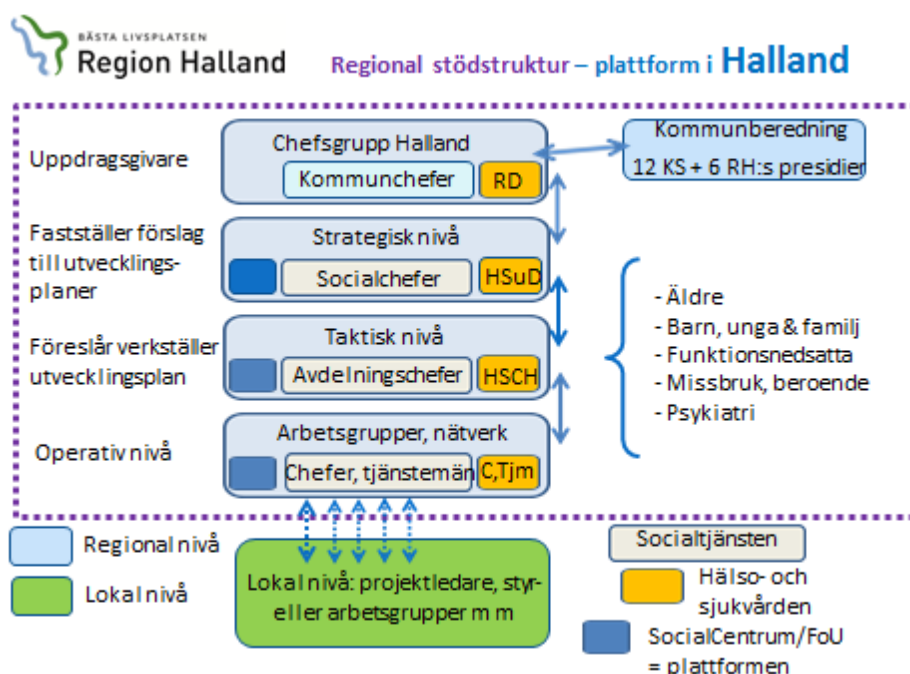 BÄSTA LIVSPLATSEN
Region Halland
Regional stödstruktur – plattform i Halland
Uppdragsgivare
Chefsgrupp Halland
Kommunchefer
RD
Kommunberedning
12 KS + 6 RH:s presidier
Fastställer förslag
till utvecklings-
planer
Strategisk nivå
Socialchefer
HSuD
Föreslår verkställer
utvecklingsplan
Taktisk nivå
Avdelningschefer
HSCH
- Äldre
- Barn, unga & familj
- Funktionsnedsatta
- Missbruk, beroende
- Psykiatri
Operativ nivå
Arbetsgrupper, nätverk
Chefer, tjänstemän
C,Tjm
Regional nivå
Lokal nivå
Lokal nivå: projektledare, styr-
eller arbetsgrupper m m
Socialtjänsten
Hälso- och
sjukvården
SocialCentrum/FoU
= plattformen